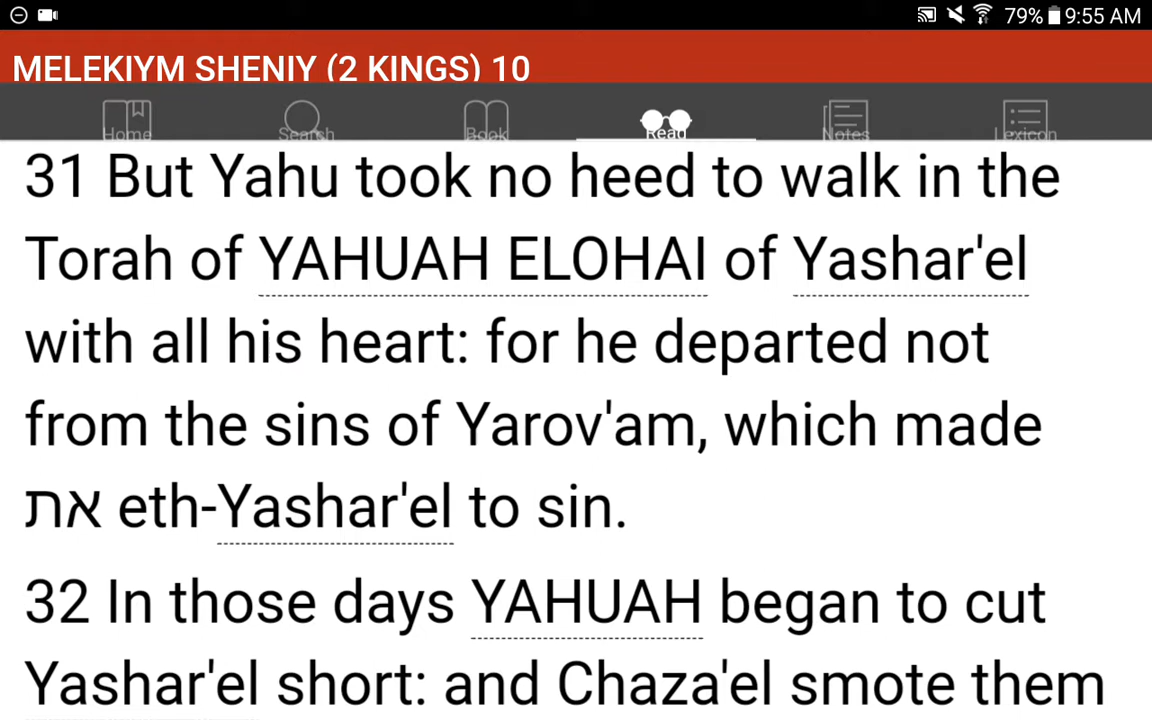 79% 9:55 AM
MELEKIYM SHENIY (2 KINGS) 10
Home Search Book Read Notes Lexicon
31 But Yahu took no heed to walk in the
Torah of YAHUAH ELOHAI of Yashar'el
with all his heart: for he departed not
from the sins of Yarov'am, which made
את eth-Yashar'el to sin.
32 In those days YAHUAH began to cut
Yashar'el short: and Chaza'el smote them